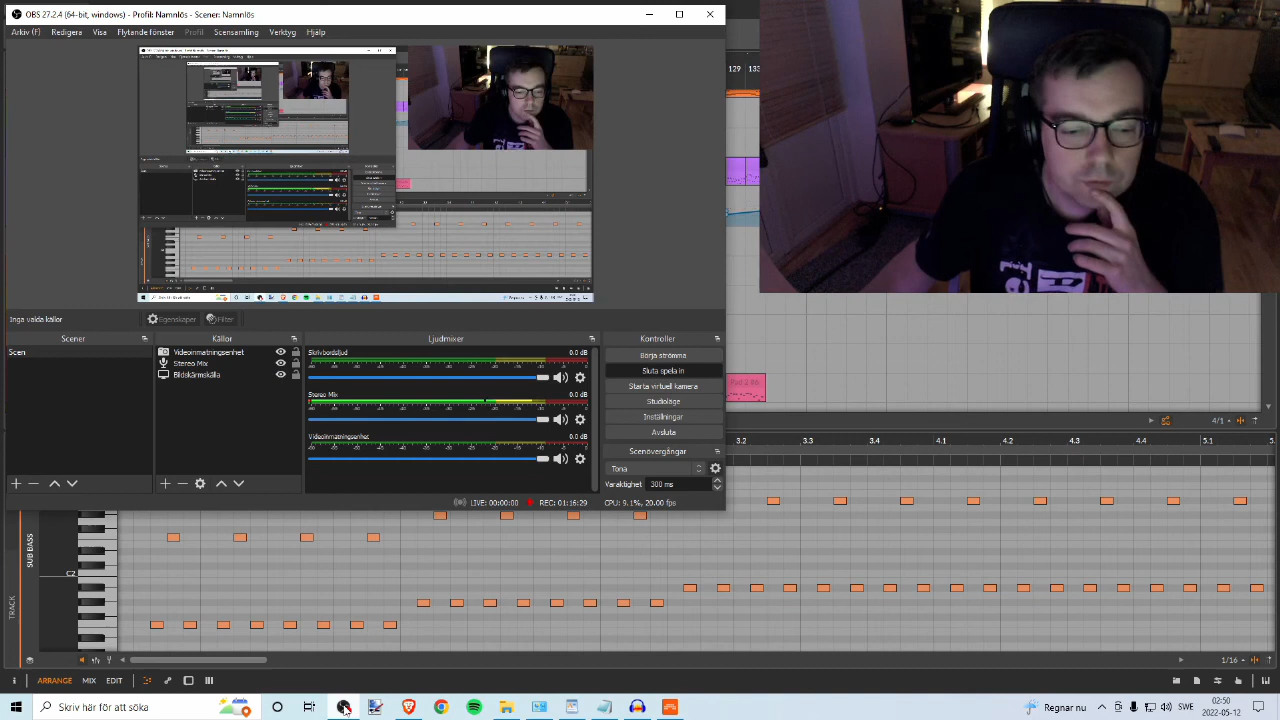 OBS 27.2.4 (64-bit, windows) - Profil: Namnlös - Scener: Namnlös
Arkiv (F) Redigera Visa Flytande fönster Profil Scensamling Verktyg Hjälp
129 133
Inga valda källor Egenskaper Filter
Scener Källor Ljudmixer Kontroller
Scen Videoinmatningsenhet Skrivbordsljud 0.0 dB Börja strömma
Stereo Mix Sluta spela in
Bildskärmskälla Starta virtuell kamera
Pad 2 #6
Stereo Mix 0.0 dB Studioläge
Inställningar
4/1
Videoinmatningsenhet 0.0 dB Avsluta
3.2 3.3 3.4 4.1 4.2 4.3 4.4 5.1
Scenövergångar
Tona
Varaktighet 300 ms
LIVE: 00:00:00 REC: 01:16:29 CPU: 9.1%, 20.00 fps
SUB BASS
C2
TRACK
1/16
i ARRANGE MIX EDIT
Skriv här för att söka Regnar nu SWE 02:50
2022-05-12